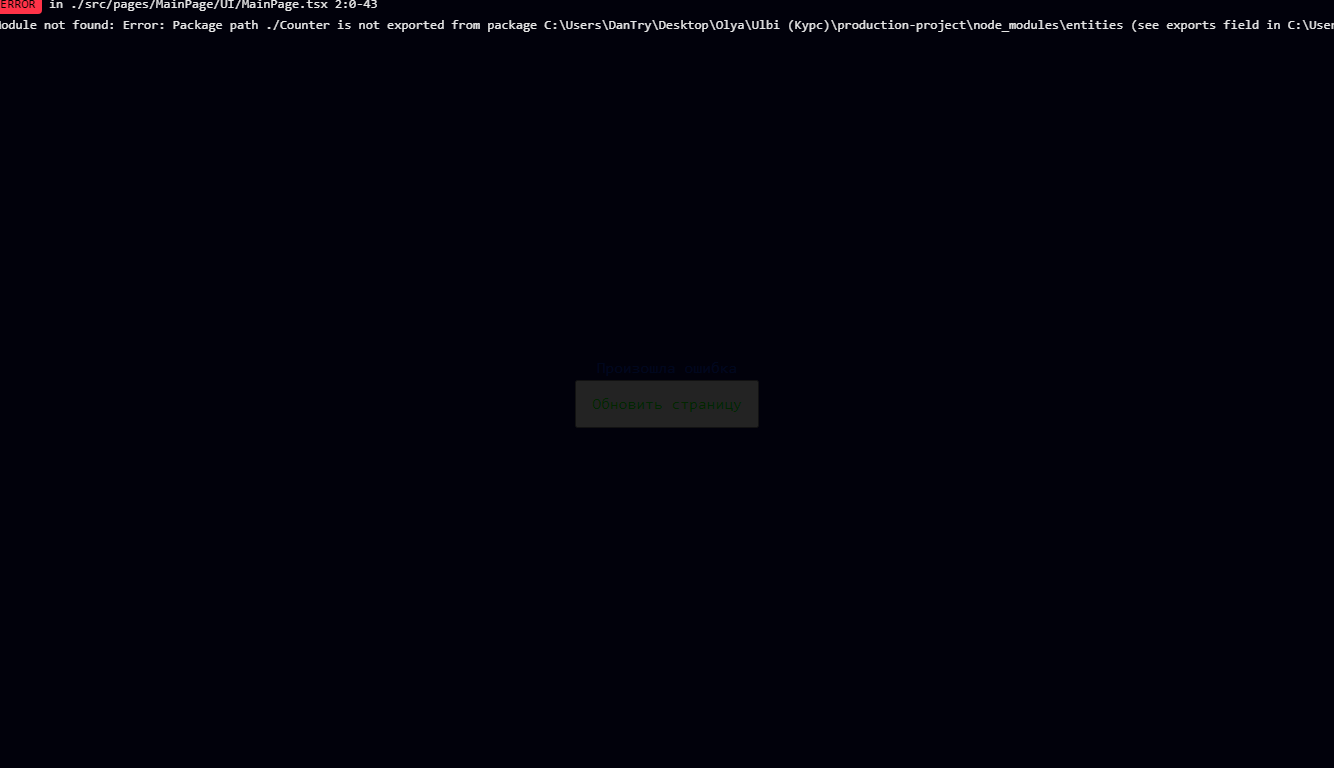 ERROR in ./src/pages/MainPage/UI/MainPage.tsx 2:0-43
Module not found: Error: Package path ./Counter is not exported from package C:\Users\DanTry\Desktop\Olya\Ulbi (Курс)\production-project\node_modules\entities (see exports field in C:\User
Произошла ошибка
Обновить страницу